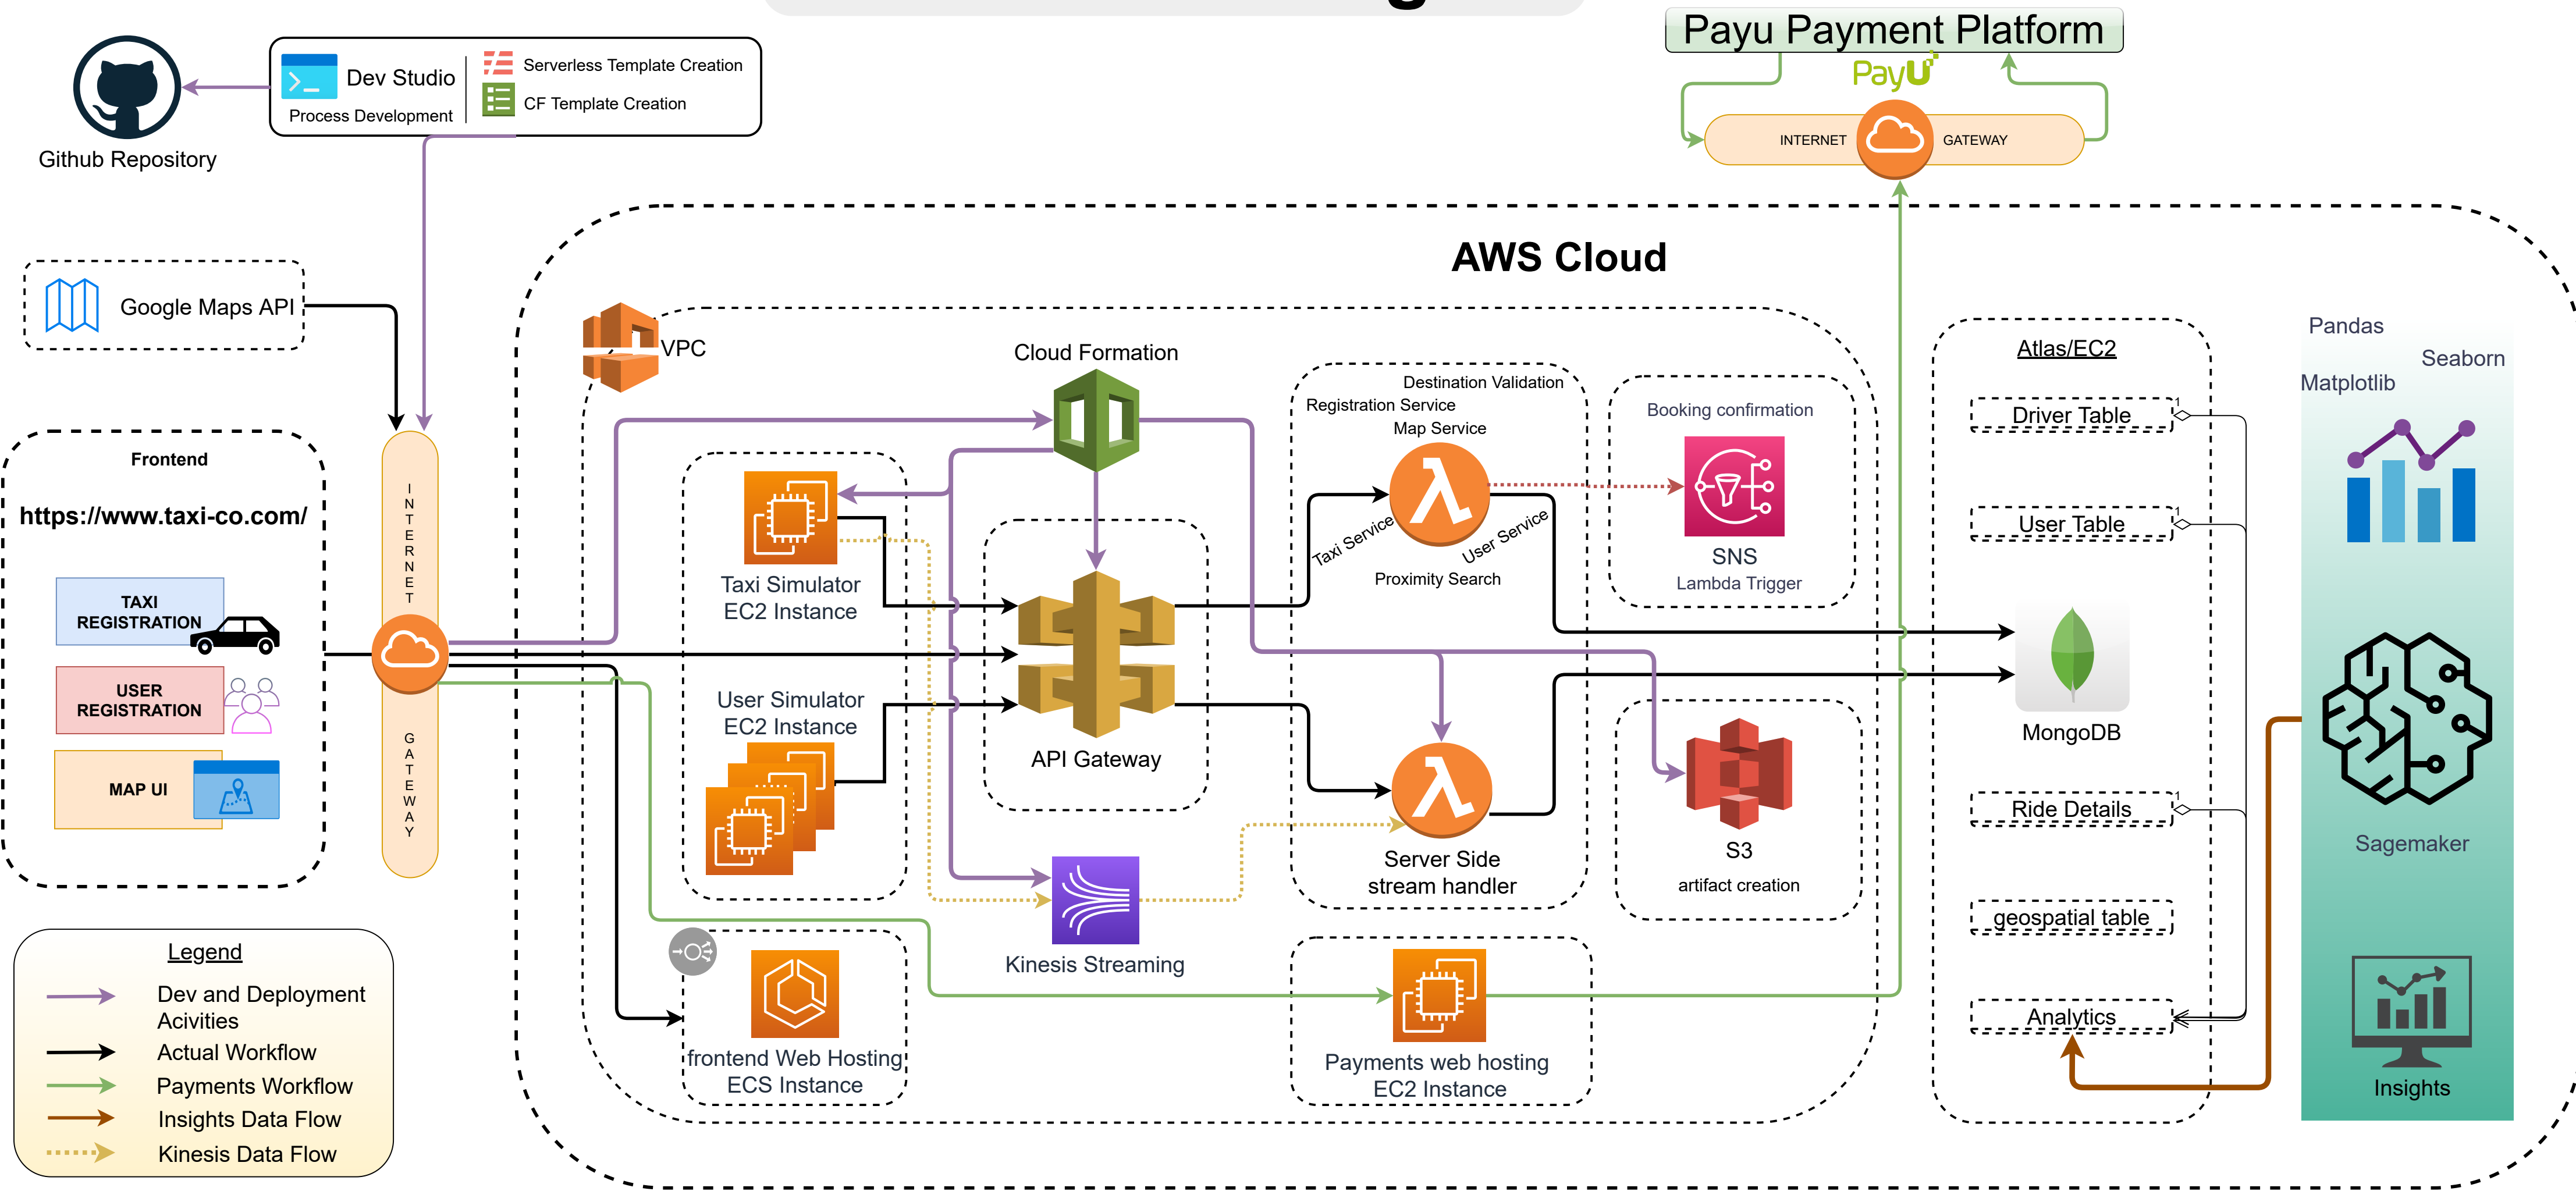 Github Repository
Dev Studio
Process Development
Serverless Template Creation
CF Template Creation
Payu Payment Platform
PayU
INTERNET
GATEWAY
AWS Cloud
Google Maps API
Frontend
https://www.taxi-co.com/
TAXI
REGISTRATION
USER
REGISTRATION
MAP UI
INTERNET
GATEWAY
VPC
Cloud Formation
Taxi Simulator
EC2 Instance
User Simulator
EC2 Instance
API Gateway
Kinesis Streaming
frontend Web Hosting
ECS Instance
Destination Validation
Registration Service
Map Service
Taxi Service
User Service
Proximity Search
Server Side
stream handler
Booking confirmation
SNS
Lambda Trigger
S3
artifact creation
Payments web hosting
EC2 Instance
Atlas/EC2
Driver Table
1
User Table
1
MongoDB
Ride Details
1
geospatial table
Analytics
Pandas
Seaborn
Matplotlib
Sagemaker
Insights
Legend
Dev and Deployment
Acivities
Actual Workflow
Payments Workflow
Insights Data Flow
Kinesis Data Flow